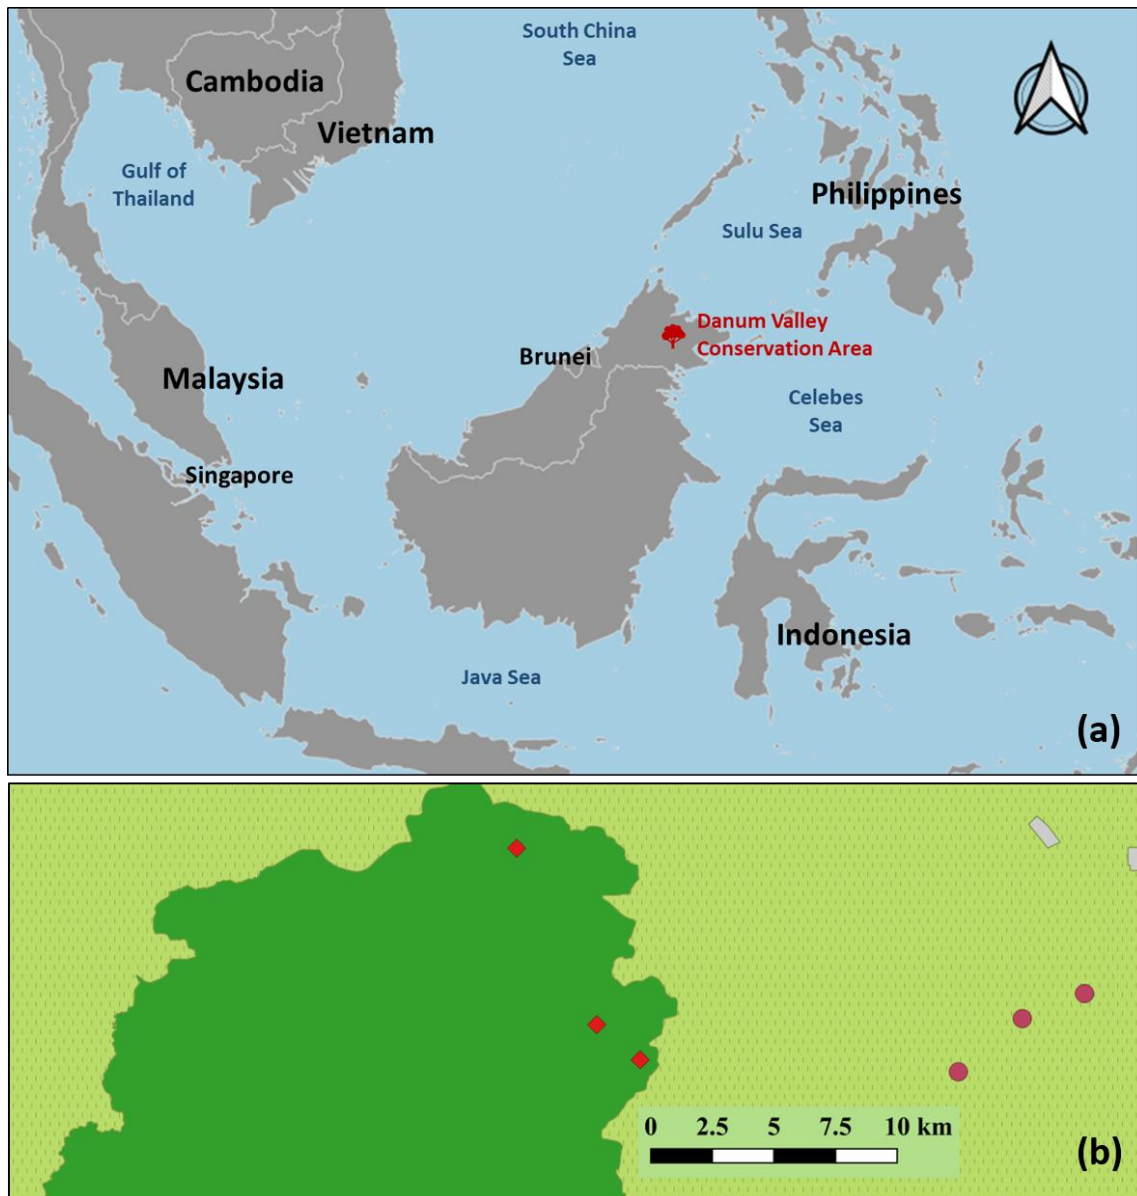 South China
Sea
Cambodia
Vietnam
Gulf of
Thailand
Philippines
Sulu Sea
Danum Valley
Conservation Area
Brunei
Malaysia
Celebes
Sea
Singapore
Indonesia
Java Sea
(a)
0 2.5 5 7.5 10 km
(b)